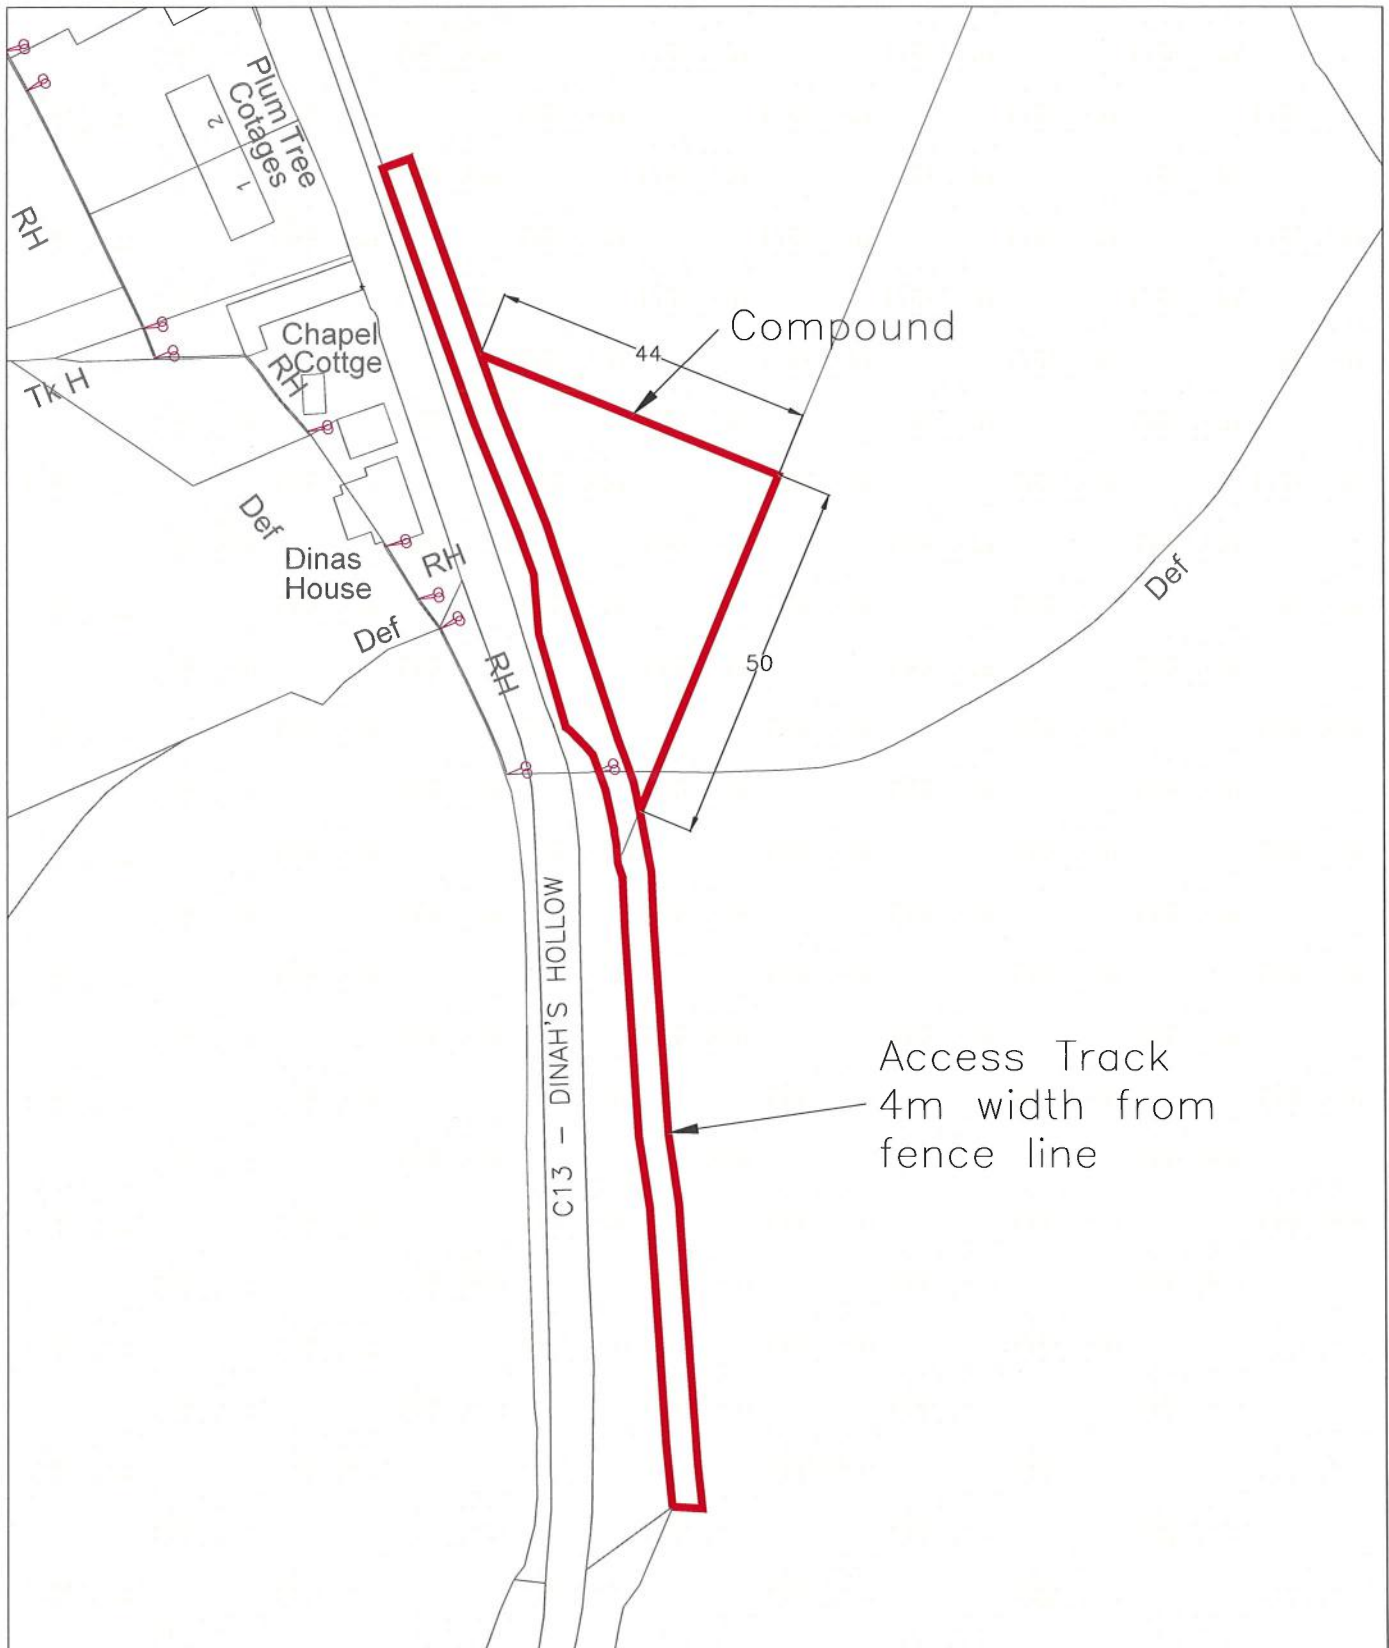 Plum Tree
Cotages
2
1
RH
Chapel
Cottge
RH
Tk H
Compound
44
Def
Dinas
House
RH
Def
RH
50
Def
C13 - DINAH'S HOLLOW
Access Track
4m width from
fence line